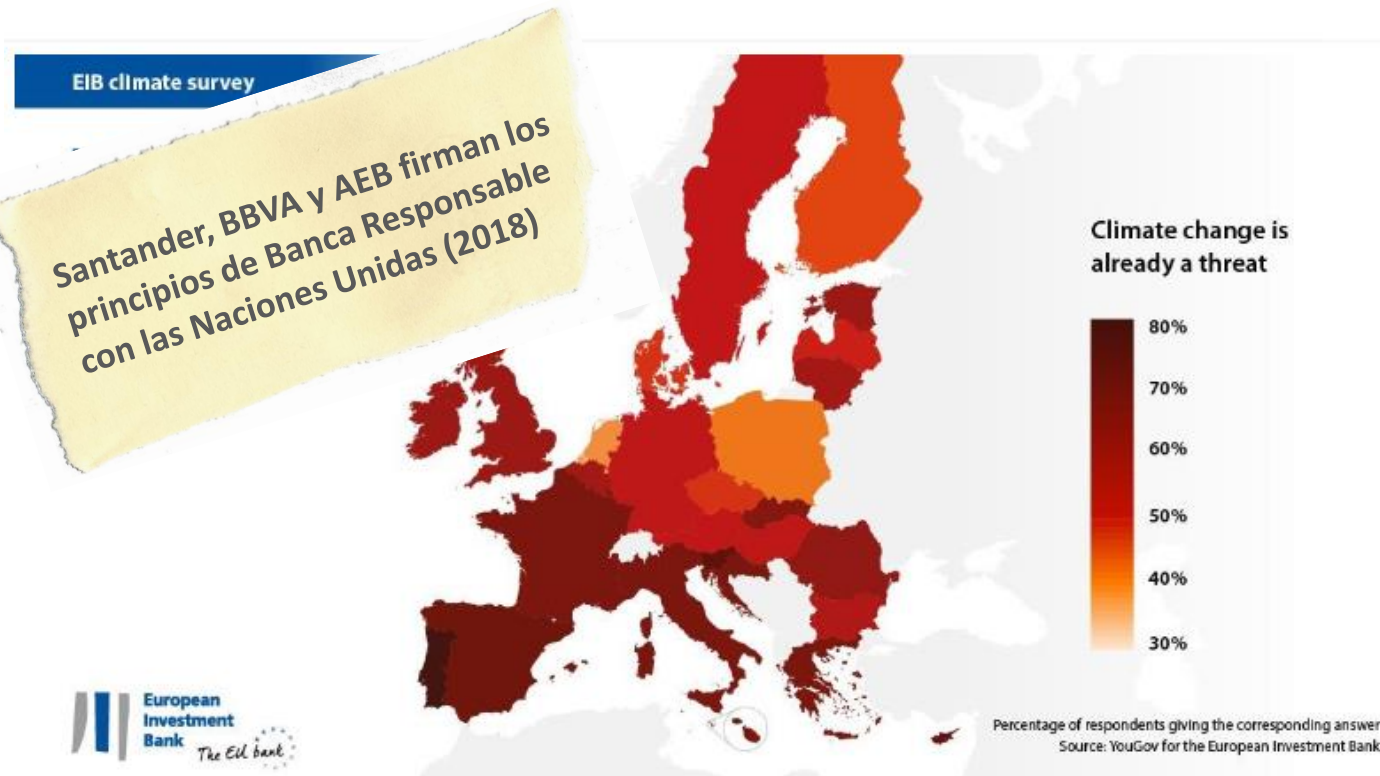 EIB climate survey
Santander, BBVA y AEB firman los
principios de Banca Responsable
con las Naciones Unidas (2018)
Climate change is
already a threat
80%
70%
60%
50%
40%
30%
European
Investment
Bank
The EU bank
Percentage of respondents giving the corresponding answer
Source: YouGov for the European Investment Bank